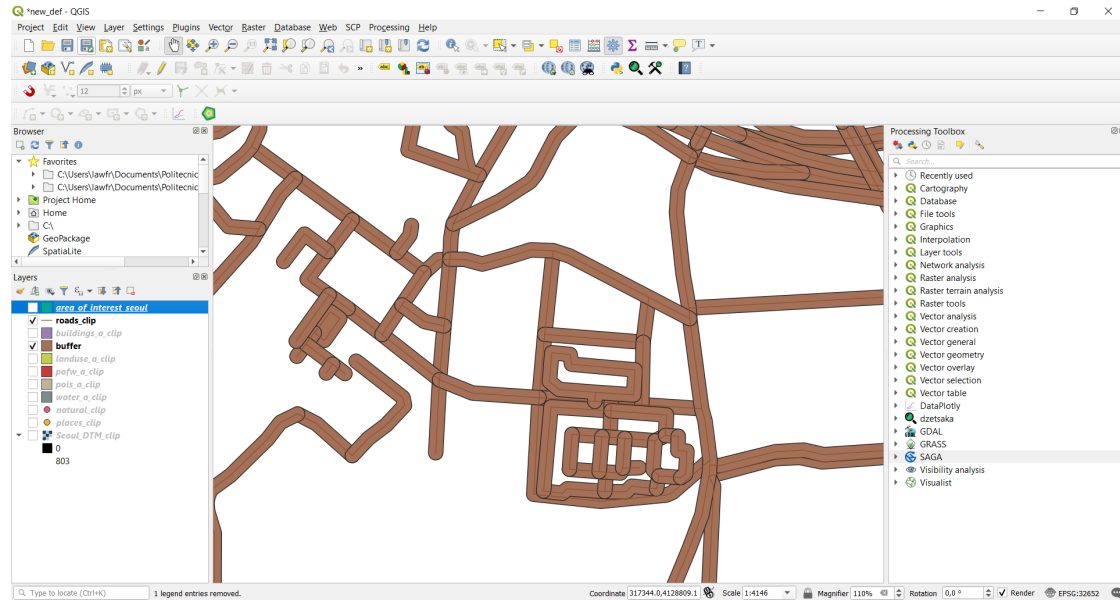 *new_def - QGIS
Project Edit View Layer Settings Plugins Vector Raster Database Web SCP Processing Help
12 px
Browser
Favorites
C:\Users\lawfr\Documents\Politecnic
C:\Users\lawfr\Documents\Politecnic
Project Home
Home
C:\
GeoPackage
SpatiaLite
Layers
area_of_interest_seoul
roads_clip
buildings_a_clip
buffer
landuse_a_clip
pofw_a_clip
pois_a_clip
water_a_clip
natural_clip
places_clip
Seoul_DTM_clip
0
803
Processing Toolbox
Search...
Recently used
Cartography
Database
File tools
Graphics
Interpolation
Layer tools
Network analysis
Raster analysis
Raster terrain analysis
Raster tools
Vector analysis
Vector creation
Vector general
Vector geometry
Vector overlay
Vector selection
Vector table
DataPlotly
dzetsaka
GDAL
GRASS
SAGA
Visibility analysis
Visualist
Type to locate (Ctrl+K) 1 legend entries removed. Coordinate 317344.0,4128809.1 Scale 1:4146 Magnifier 110% Rotation 0,0 ° Render EPSG:32652